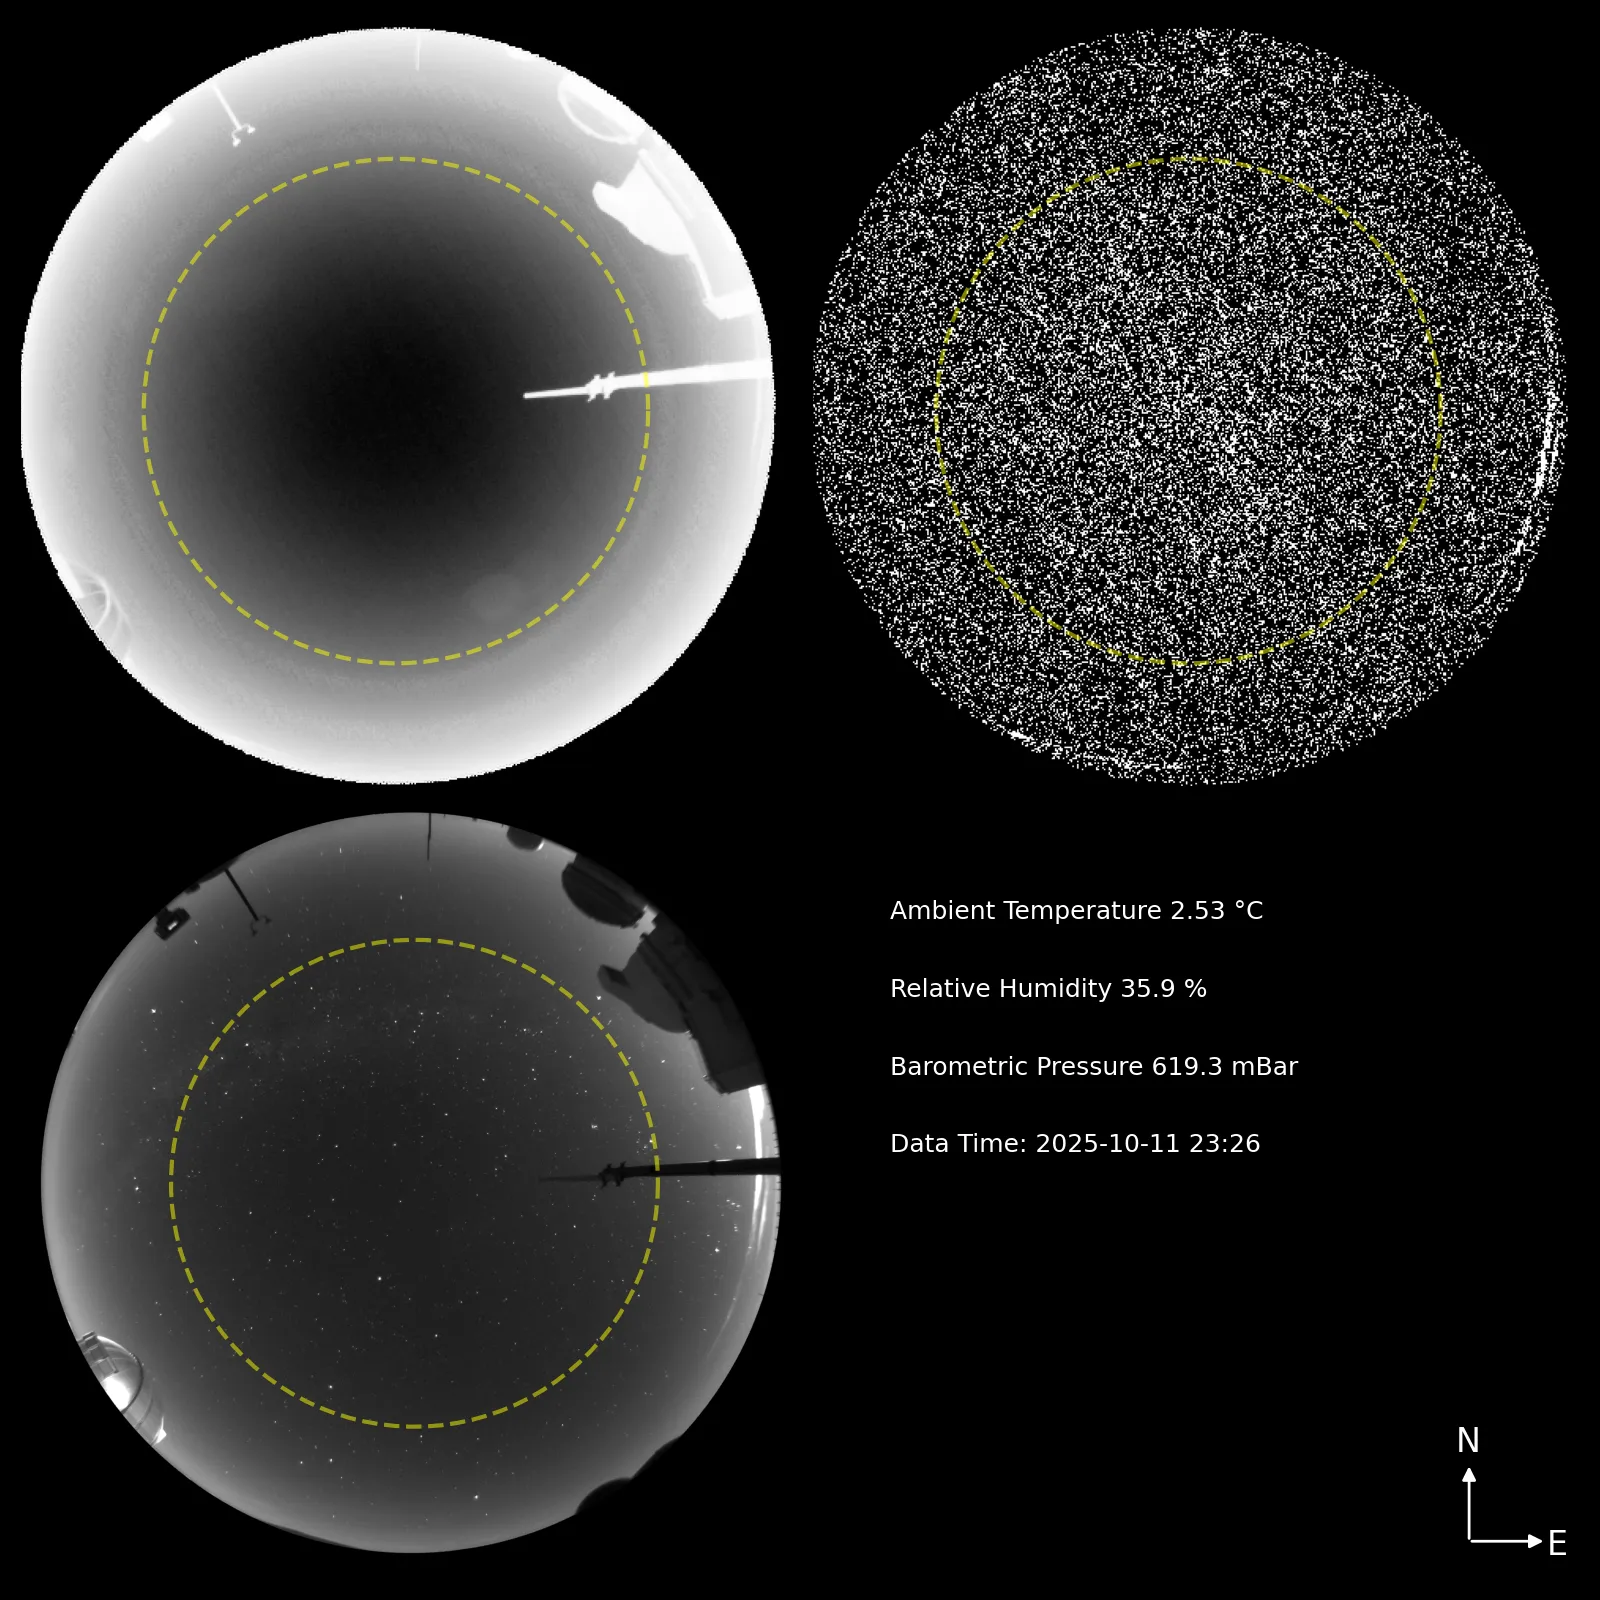 Ambient Temperature 2.53 °C
Relative Humidity 35.9 %
Barometric Pressure 619.3 mBar
Data Time: 2025-10-11 23:26
N
E